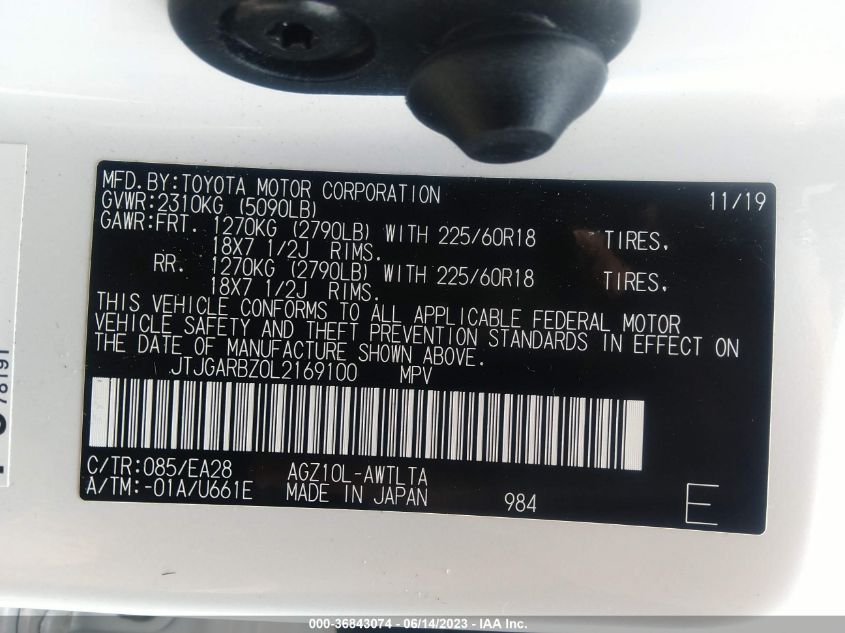 MFD.BY:TOYOTA MOTOR CORPORATION 11/19
GVWR:2310KG (5090LB)
GAWR:FRT. 1270KG (2790LB) WITH 225/60R18 TIRES,
18X7 1/2J RIMS.
RR. 1270KG (2790LB) WITH 225/60R18 TIRES,
18X7 1/2J RIMS.
THIS VEHICLE CONFORMS TO ALL APPLICABLE FEDERAL MOTOR
VEHICLE SAFETY AND THEFT PREVENTION STANDARDS IN EFFECT ON
THE DATE OF MANUFACTURE SHOWN ABOVE.
JTJGARBZ0L2169100 MPV
C/TR:085/EA28 AGZ10L-AWTLTA
A/TM:-01A/U661E MADE IN JAPAN 984 E
78191
000-36843074 - 06/14/2023 - IAA Inc.